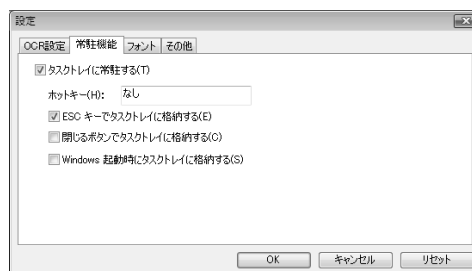 設定
OCR設定 常駐機能 フォント その他
タスクトレイに常駐する(T)
ホットキー(H): なし
ESC キーでタスクトレイに格納する(E)
閉じるボタンでタスクトレイに格納する(C)
Windows 起動時にタスクトレイに格納する(S)
OK キャンセル リセット